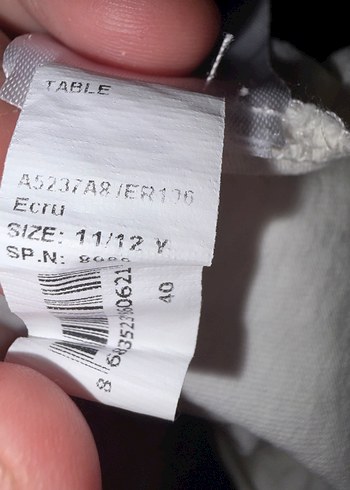 TABLE
A5237A8/ER106
Ecru
SIZE: 11/12 Y
SP.N:
40